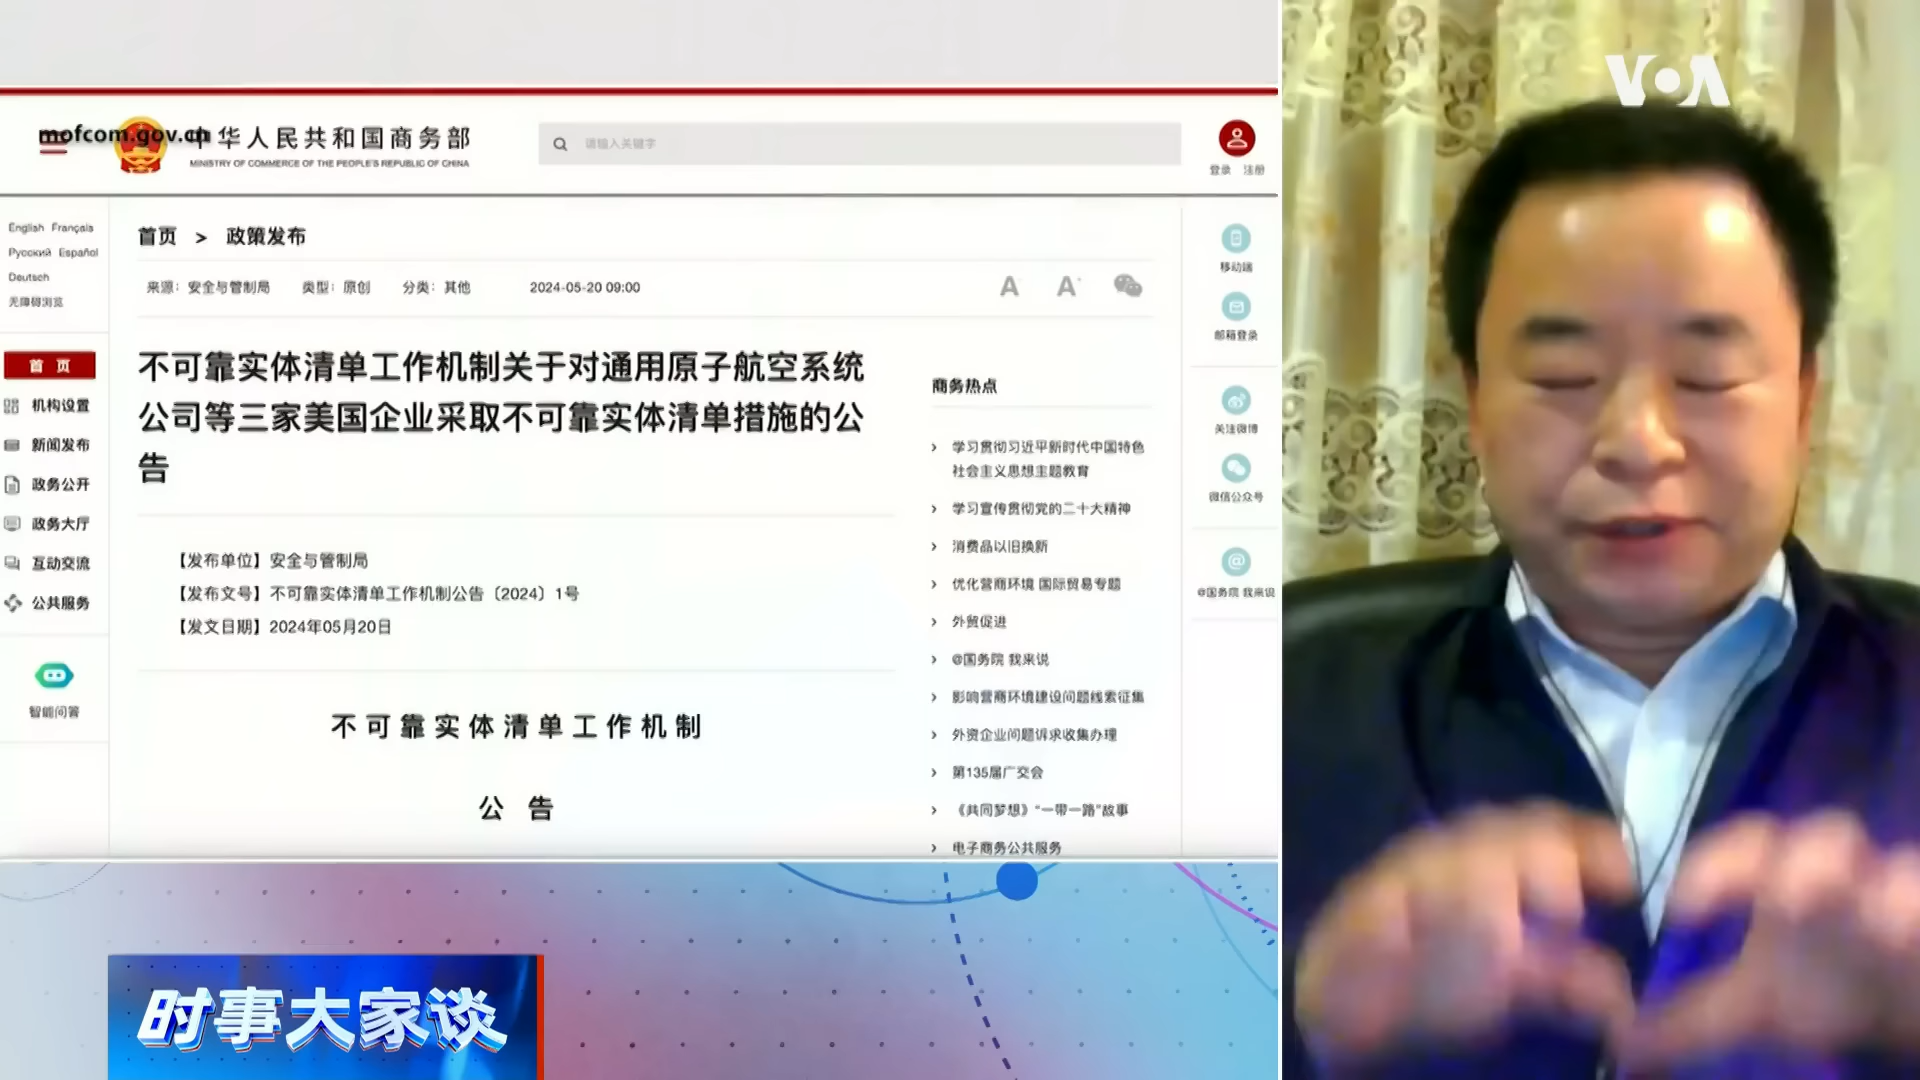 VOA
mofcom.gov.cn
中华人民共和国商务部
MINISTRY OF COMMERCE OF THE PEOPLE'S REPUBLIC OF CHINA
请输入关键字
登录 注册
English Français
Русский Español
Deutsch
无障碍浏览
首页
机构设置
新闻发布
政务公开
政务大厅
互动交流
公共服务
智能问答
首页 > 政策发布
来源：安全与管制局 类型：原创 分类：其他 2024-05-20 09:00
A A+
不可靠实体清单工作机制关于对通用原子航空系统
公司等三家美国企业采取不可靠实体清单措施的公
告
【发布单位】安全与管制局
【发布文号】不可靠实体清单工作机制公告〔2024〕1号
【发文日期】2024年05月20日
不可靠实体清单工作机制
公 告
商务热点
学习贯彻习近平新时代中国特色
社会主义思想主题教育
学习宣传贯彻党的二十大精神
消费品以旧换新
优化营商环境 国际贸易专题
外贸促进
@国务院 我来说
影响营商环境建设问题线索征集
外资企业问题诉求收集办理
第135届广交会
《共同梦想》“一带一路”故事
电子商务公共服务
移动端
邮箱登录
关注微博
微信公众号
@国务院 我来说
时事大家谈